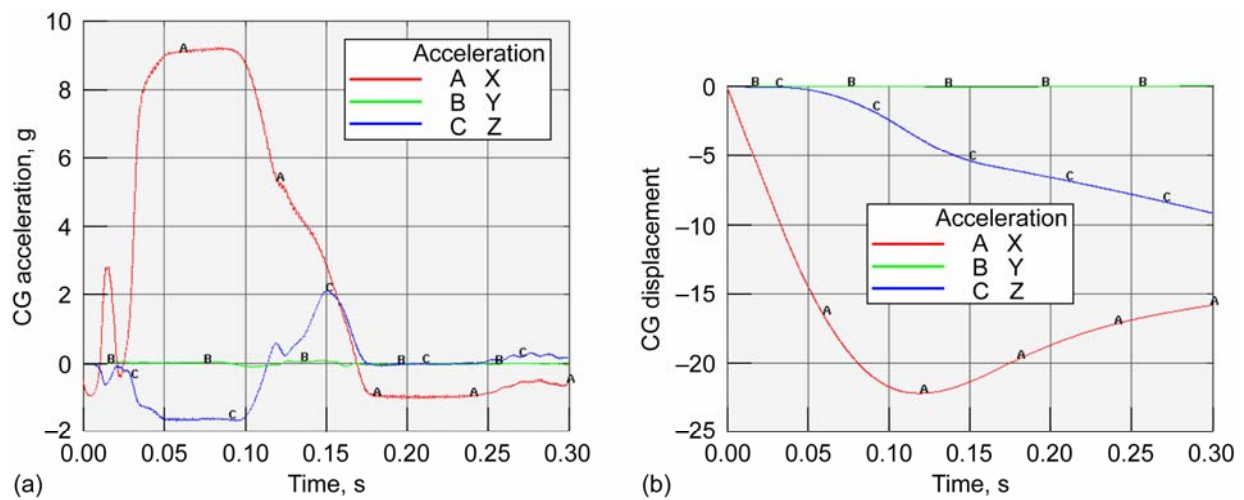 10
8
6
4
2
0
–2
CG acceleration, g
Acceleration
A X
B Y
C Z
A
A
B
B
B
B
B
C
C
C
C
C
A
A
A
0.00 0.05 0.10 0.15 0.20 0.25 0.30
(a) Time, s
0
–5
–10
–15
–20
–25
CG displacement
B C B B B B
C
C
C
C
Acceleration
A X
B Y
C Z
A
A
A
A
A
0.00 0.05 0.10 0.15 0.20 0.25 0.30
(b) Time, s